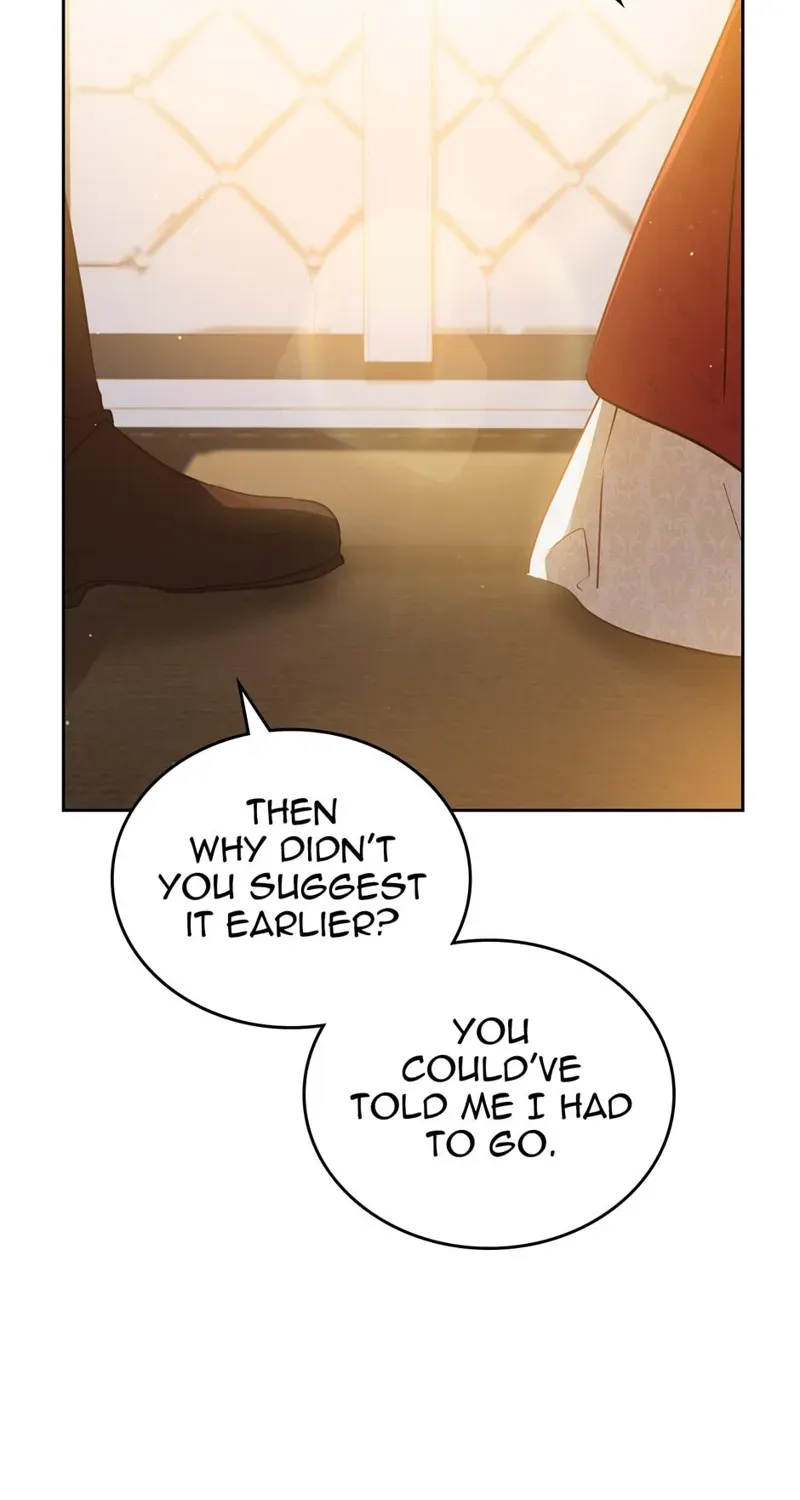 THEN
WHY DIDN'T
YOU SUGGEST
IT EARLIER?
YOU
COULD'VE
TOLD ME I HAD
TO GO.